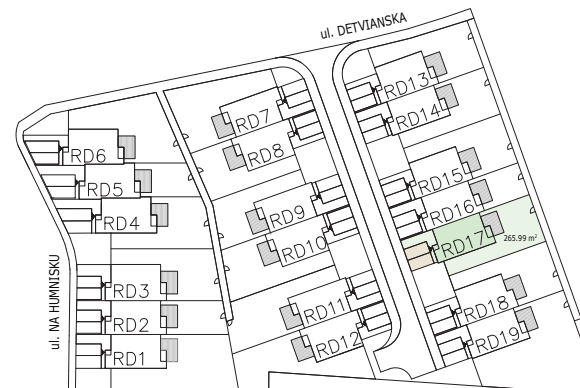 ul. DETVIANSKA
RD13
RD14
RD7
RD8
RD6
RD5
RD4
RD15
RD16
RD17
265.99 m²
RD9
RD10
ul. NA HUMNISKU
RD3
RD2
RD1
RD11
RD12
RD18
RD19